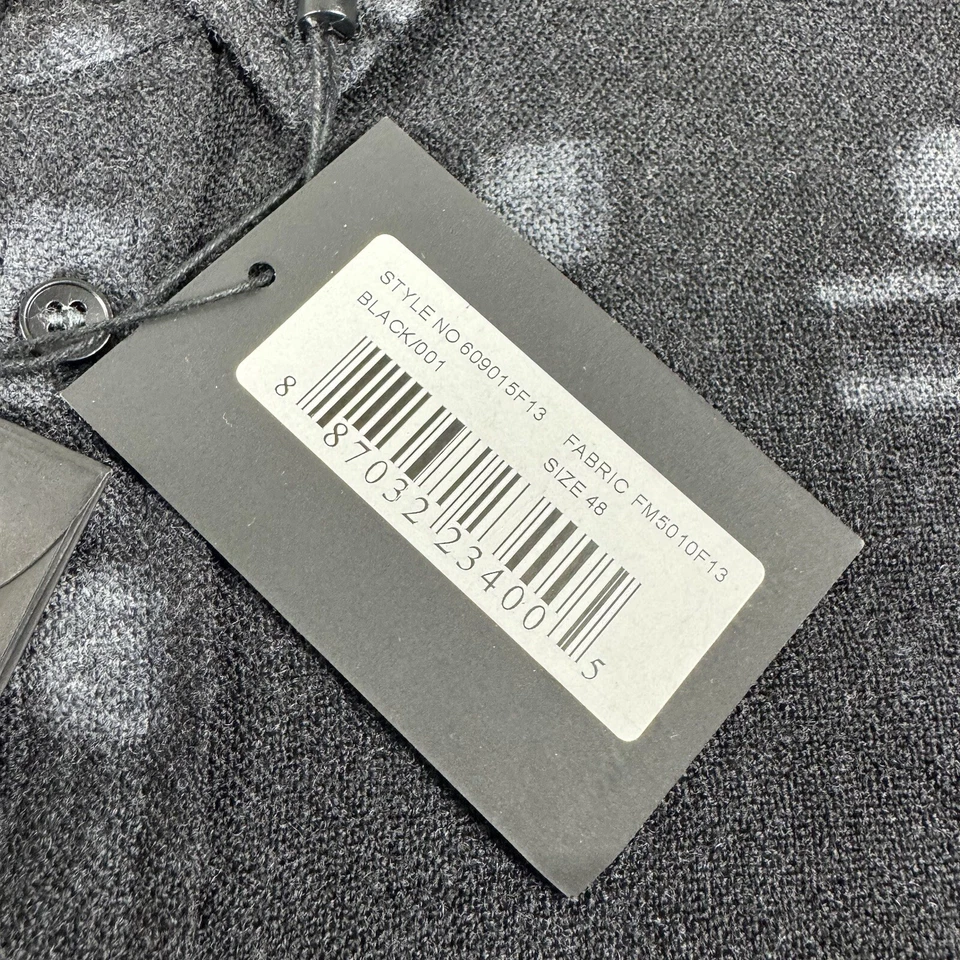 STYLE NO 609015F13 FABRIC FM5010F13
BLACK/001 SIZE 48
8 87032 23400 5